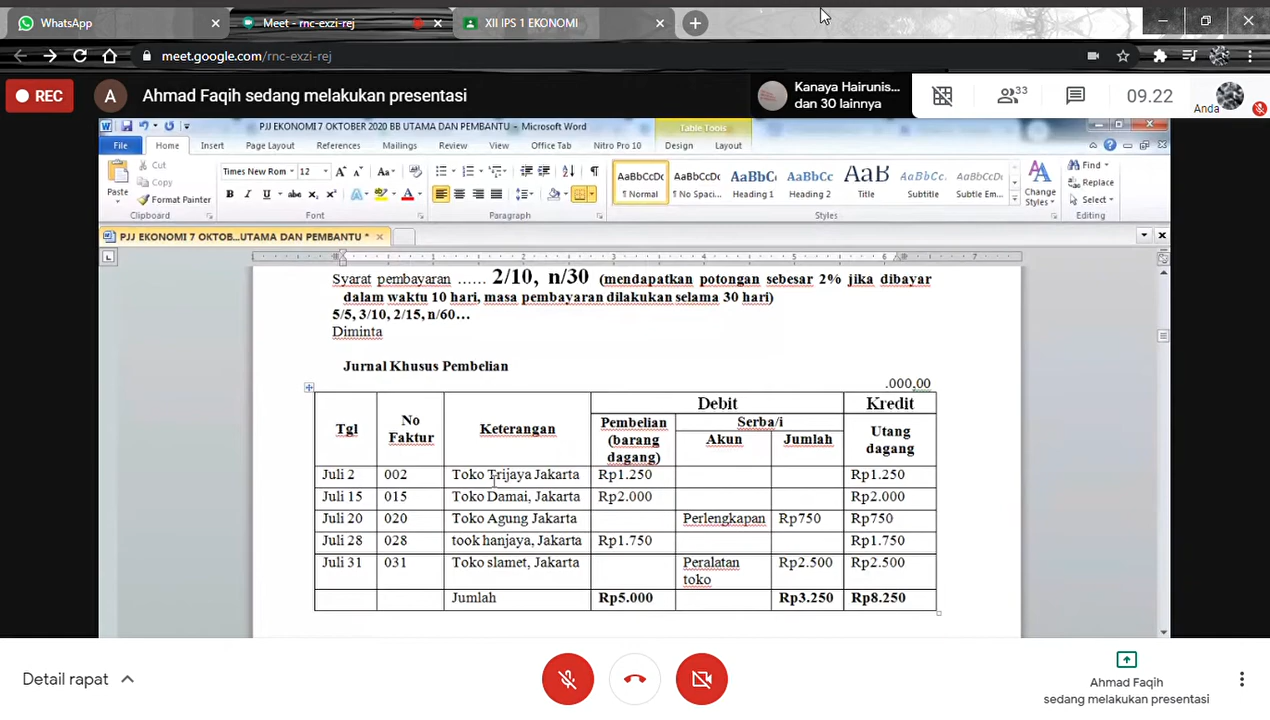 WhatsApp
Meet - rnc-exzi-rej
XII IPS 1 EKONOMI
meet.google.com/rnc-exzi-rej
REC
A
Ahmad Faqih sedang melakukan presentasi
Kanaya Hairunis...
dan 30 lainnya
33
09.22
Anda
PJJ EKONOMI 7 OKTOBER 2020 BB UTAMA DAN PEMBANTU - Microsoft Word
Table Tools
File Home Insert Page Layout References Mailings Review View Office Tab Nitro Pro 10 Design Layout
Paste
Cut
Copy
Format Painter
Times New Rom 12
AaBbCcDc AaBbCcDc AaBbC AaBbCc AaB AaBbCc. AaBbCcD
¶ Normal ¶ No Spaci... Heading 1 Heading 2 Title Subtitle Subtle Em...
Change Styles
Find
Replace
Select
Clipboard Font Paragraph Styles Editing
PJJ EKONOMI 7 OKTOB...UTAMA DAN PEMBANTU *
Syarat pembayaran ...... 2/10, n/30 (mendapatkan potongan sebesar 2% jika dibayar
dalam waktu 10 hari, masa pembayaran dilakukan selama 30 hari)
5/5, 3/10, 2/15, n/60...
Diminta
Jurnal Khusus Pembelian
.000,00
Tgl No Faktur Keterangan Debit Kredit
Pembelian (barang dagang) Serba/i Utang dagang
Akun Jumlah
Juli 2 002 Toko Trijaya Jakarta Rp1.250 Rp1.250
Juli 15 015 Toko Damai, Jakarta Rp2.000 Rp2.000
Juli 20 020 Toko Agung Jakarta Perlengkapan Rp750 Rp750
Juli 28 028 took hanjaya, Jakarta Rp1.750 Rp1.750
Juli 31 031 Toko slamet, Jakarta Peralatan toko Rp2.500 Rp2.500
Jumlah Rp5.000 Rp3.250 Rp8.250
Detail rapat
Ahmad Faqih
sedang melakukan presentasi